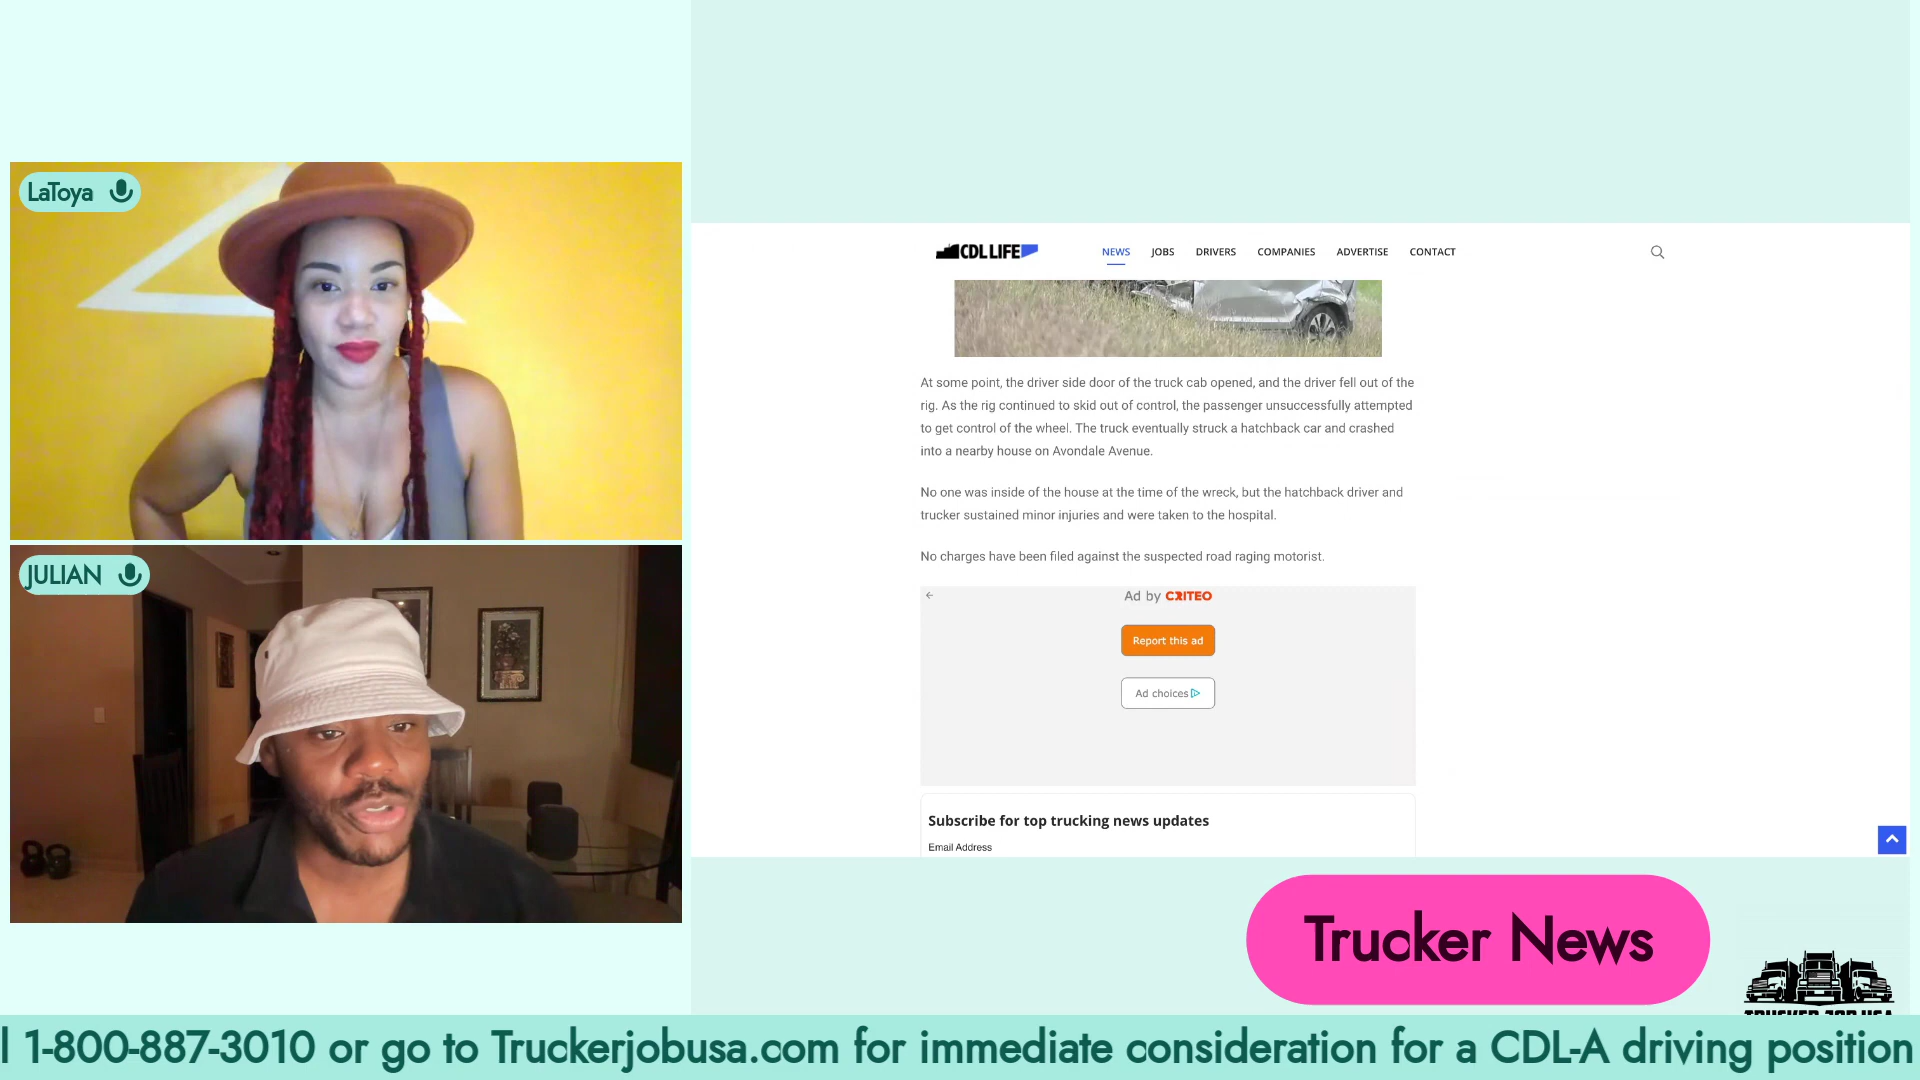 LaToya
JULIAN
CDL LIFE
NEWS JOBS DRIVERS COMPANIES ADVERTISE CONTACT
At some point, the driver side door of the truck cab opened, and the driver fell out of the
rig. As the rig continued to skid out of control, the passenger unsuccessfully attempted
to get control of the wheel. The truck eventually struck a hatchback car and crashed
into a nearby house on Avondale Avenue.
No one was inside of the house at the time of the wreck, but the hatchback driver and
trucker sustained minor injuries and were taken to the hospital.
No charges have been filed against the suspected road raging motorist.
Ad by CRITEO
Report this ad
Ad choices
Subscribe for top trucking news updates
Email Address
Trucker News
TRUCKER JOB USA
l 1-800-887-3010 or go to Truckerjobusa.com for immediate consideration for a CDL-A driving position